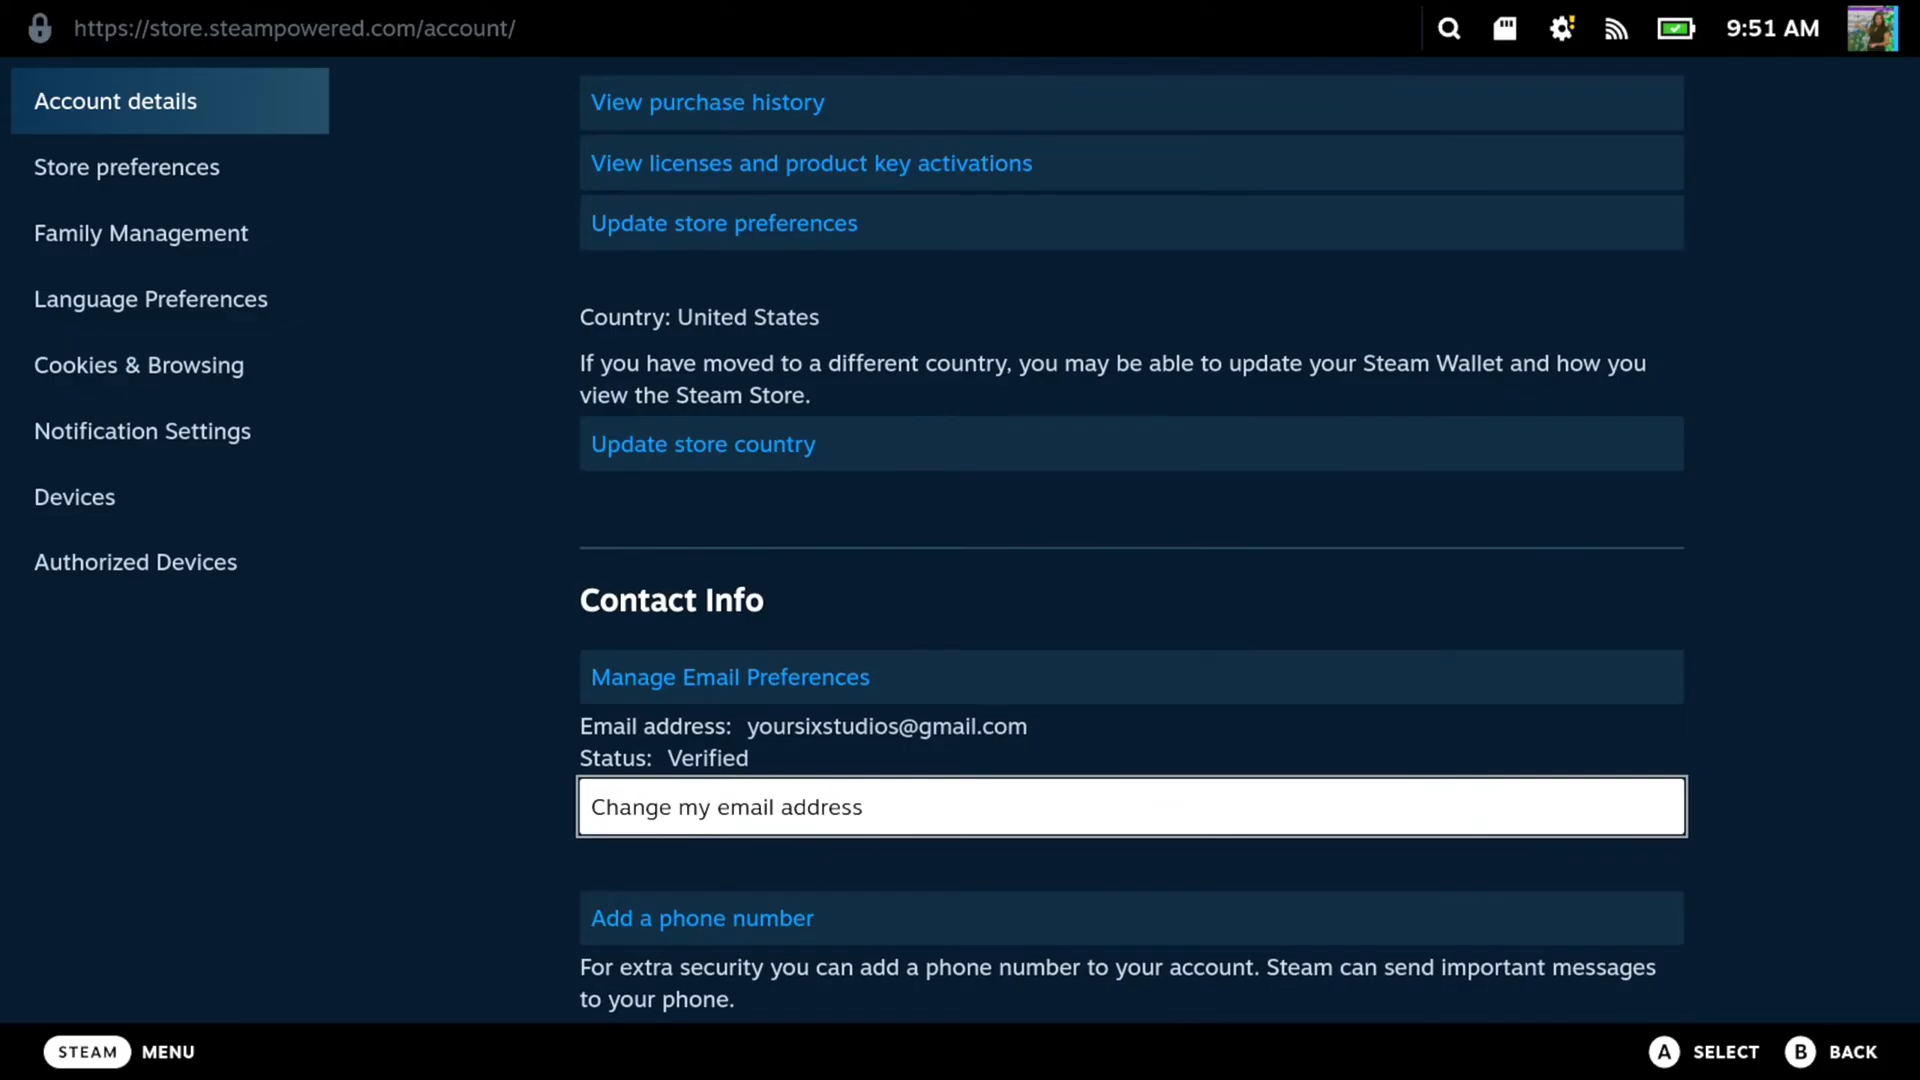 https://store.steampowered.com/account/
9:51 AM
Account details
Store preferences
Family Management
Language Preferences
Cookies & Browsing
Notification Settings
Devices
Authorized Devices
View purchase history
View licenses and product key activations
Update store preferences
Country: United States
If you have moved to a different country, you may be able to update your Steam Wallet and how you
view the Steam Store.
Update store country
Contact Info
Manage Email Preferences
Email address: yoursixstudios@gmail.com
Status: Verified
Change my email address
Add a phone number
For extra security you can add a phone number to your account. Steam can send important messages
to your phone.
STEAM MENU
A SELECT B BACK